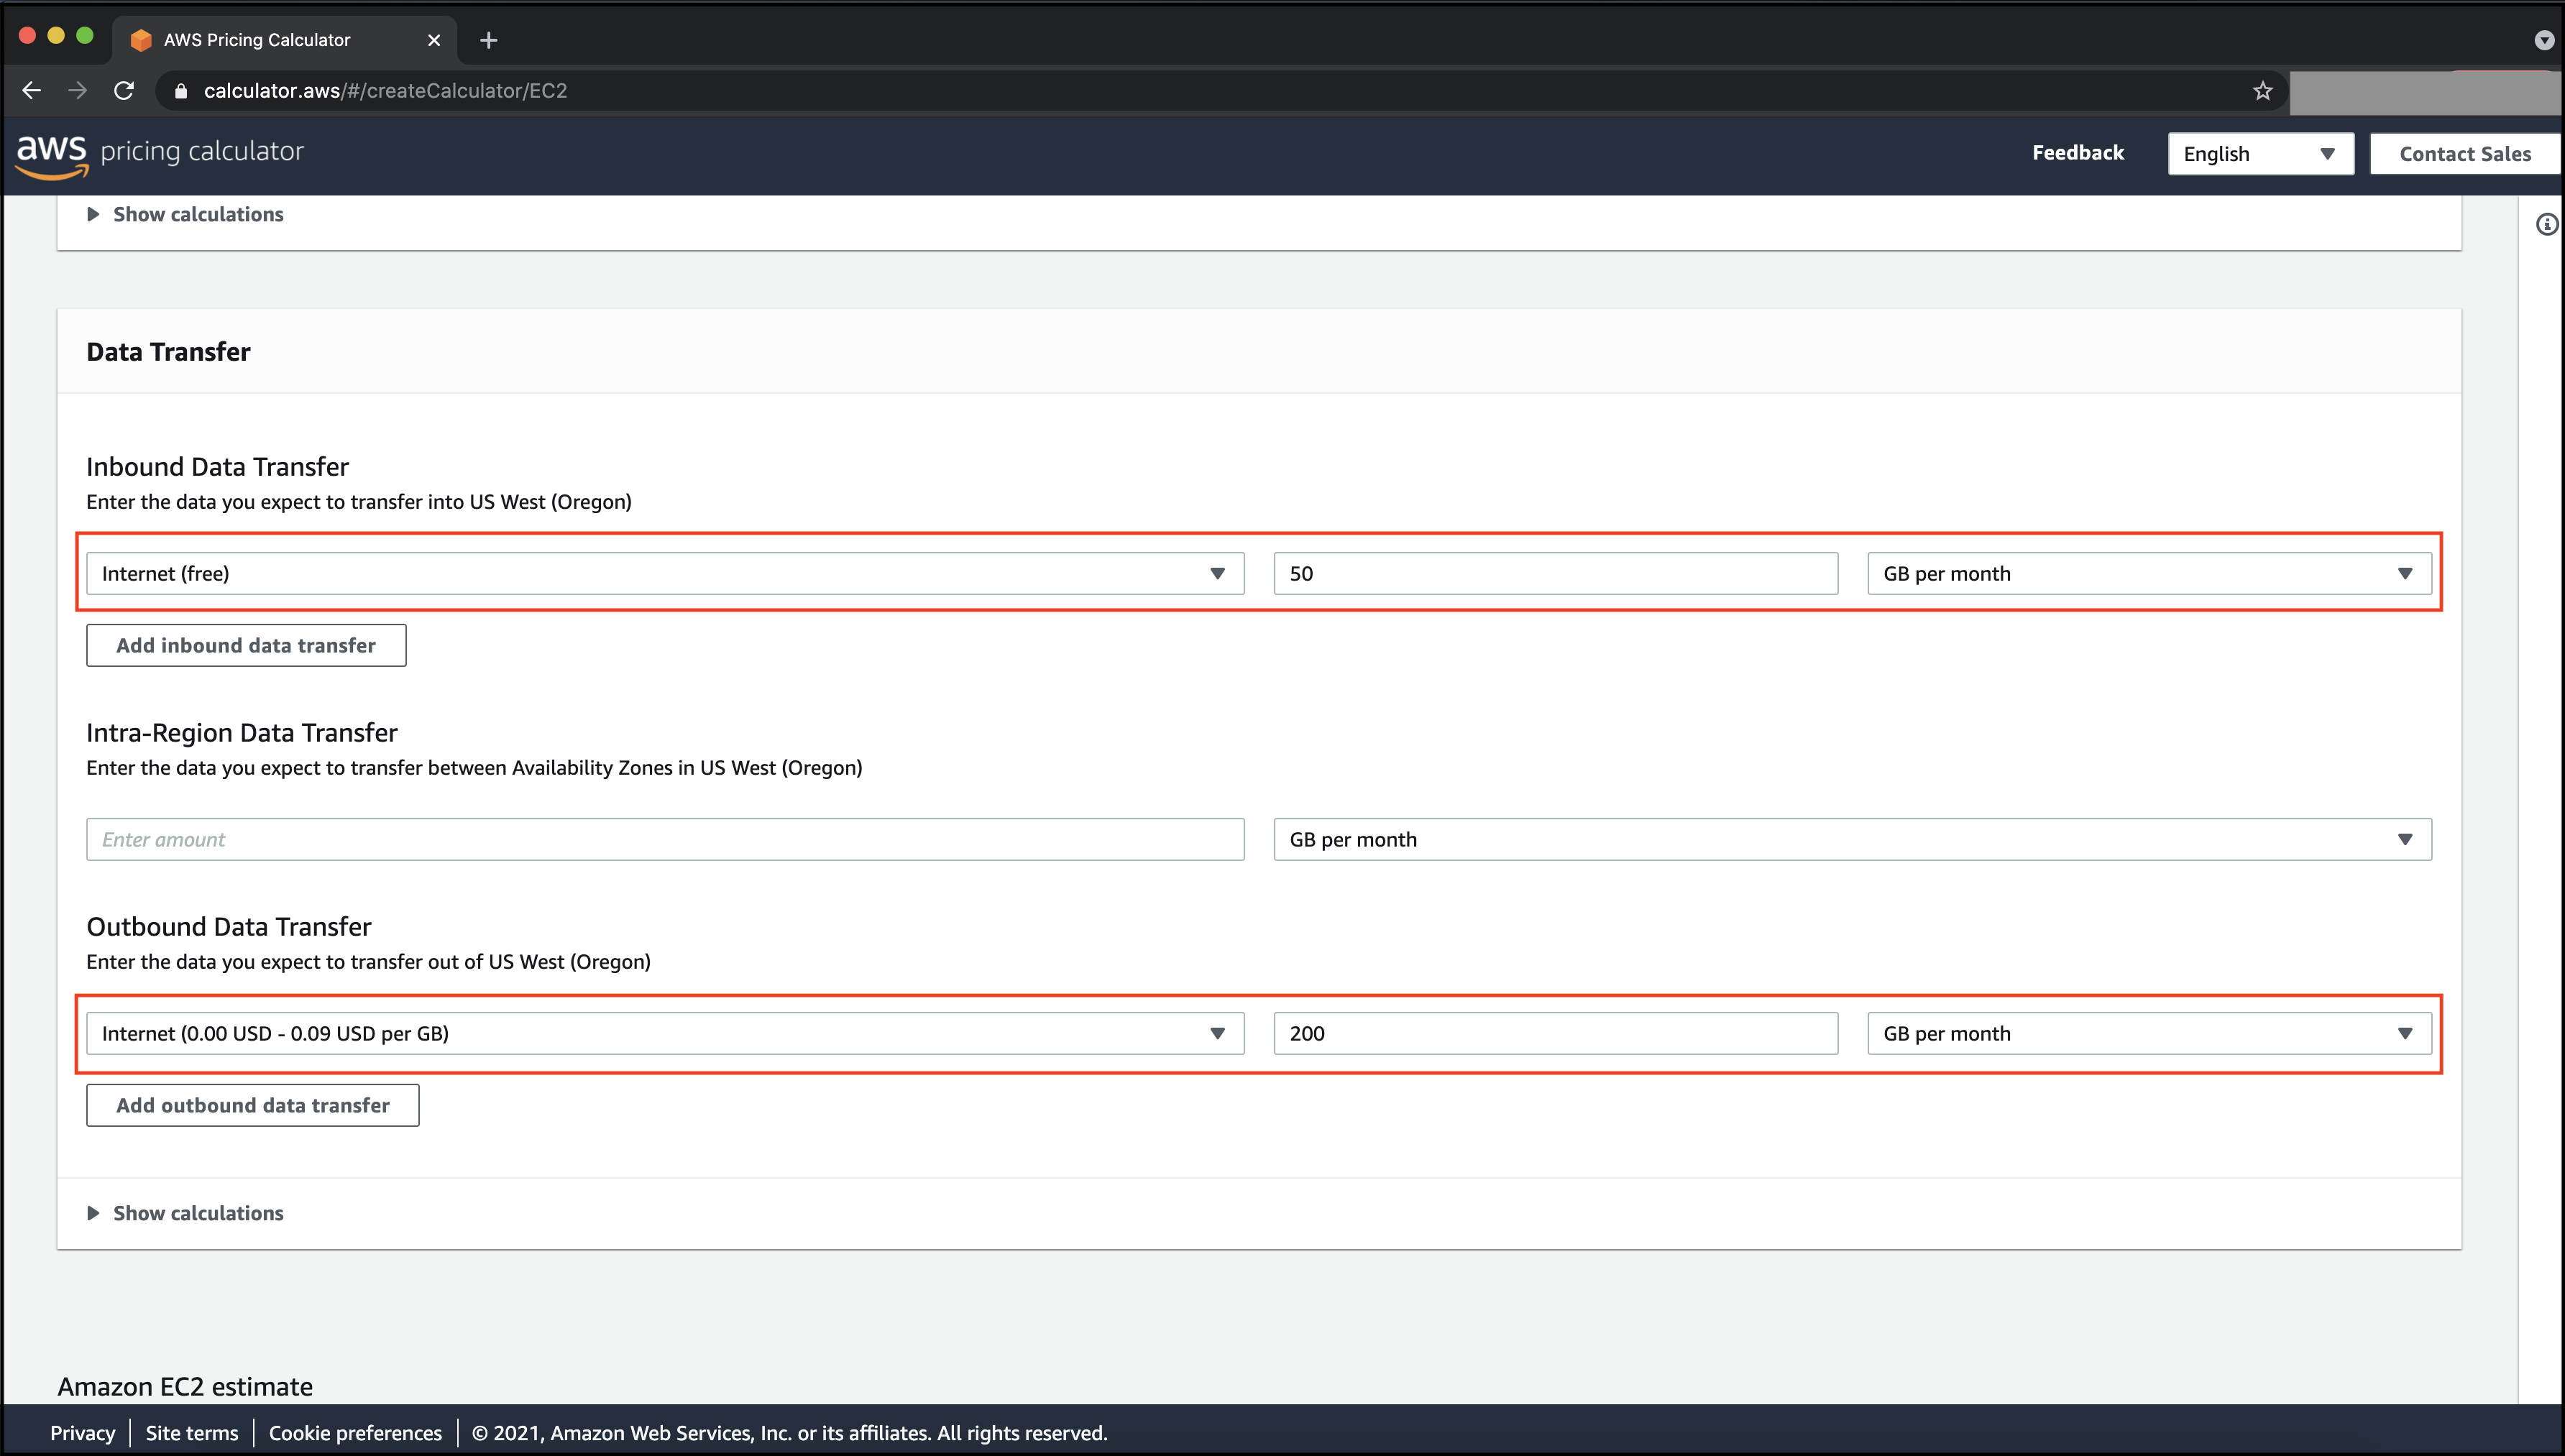 AWS Pricing Calculator
calculator.aws/#/createCalculator/EC2
aws pricing calculator
Feedback
English
Contact Sales
Show calculations
Data Transfer
Inbound Data Transfer
Enter the data you expect to transfer into US West (Oregon)
Internet (free)
50
GB per month
Add inbound data transfer
Intra-Region Data Transfer
Enter the data you expect to transfer between Availability Zones in US West (Oregon)
Enter amount
GB per month
Outbound Data Transfer
Enter the data you expect to transfer out of US West (Oregon)
Internet (0.00 USD - 0.09 USD per GB)
200
GB per month
Add outbound data transfer
Show calculations
Amazon EC2 estimate
Privacy
Site terms
Cookie preferences
© 2021, Amazon Web Services, Inc. or its affiliates. All rights reserved.